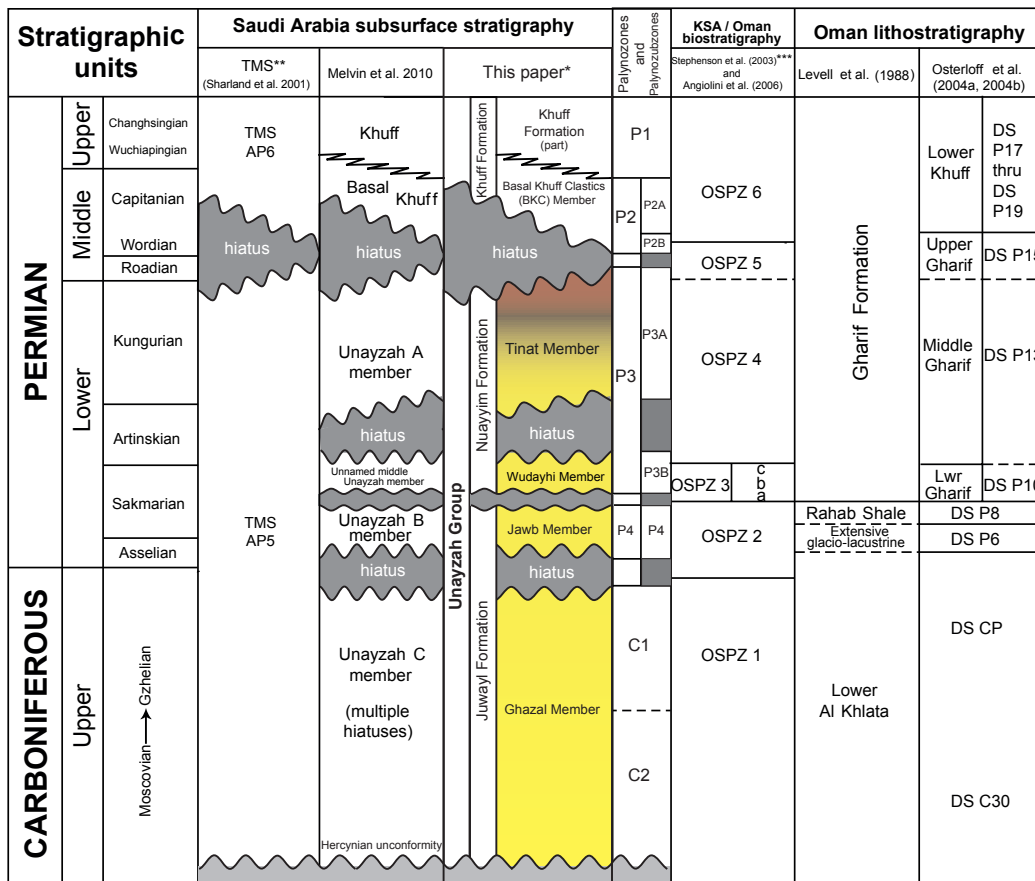 Stratigraphic
units
Saudi Arabia subsurface stratigraphy
TMS**
(Sharland et al. 2001)
Melvin et al. 2010
This paper*
Palynozones
and
Palynozubzones
KSA / Oman
biostratigraphy
Stephenson et al. (2003)***
and
Angiolini et al. (2006)
Oman lithostratigraphy
Levell et al. (1988)
Osterloff et al.
(2004a, 2004b)
PERMIAN
CARBONIFEROUS
Upper
Middle
Lower
Upper
Changhsingian
Wuchiapingian
Capitanian
Wordian
Roadian
Kungurian
Artinskian
Sakmarian
Asselian
Moscovian
Gzhelian
TMS
AP6
hiatus
TMS
AP5
Khuff
Basal
Khuff
hiatus
Unayzah A
member
hiatus
Unnamed middle
Unayzah member
Unayzah B
member
hiatus
Unayzah C
member
(multiple
hiatuses)
Hercynian unconformity
Unayzah Group
Khuff Formation
Nuayyim Formation
Juwayl Formation
Khuff
Formation
(part)
Basal Khuff Clastics
(BKC) Member
hiatus
Tinat Member
hiatus
Wudayhi Member
Jawb Member
hiatus
Ghazal Member
P1
P2
P3
P4
C1
C2
P2A
P2B
P3A
P3B
P4
OSPZ 6
OSPZ 5
OSPZ 4
OSPZ 3
c
b
a
OSPZ 2
OSPZ 1
Gharif Formation
Rahab Shale
Extensive
glacio-lacustrine
Lower
Al Khlata
Lower
Khuff
Upper
Gharif
Middle
Gharif
Lwr
Gharif
DS
P17
thru
DS
P19
DS P15
DS P13
DS P10
DS P8
DS P6
DS CP
DS C30